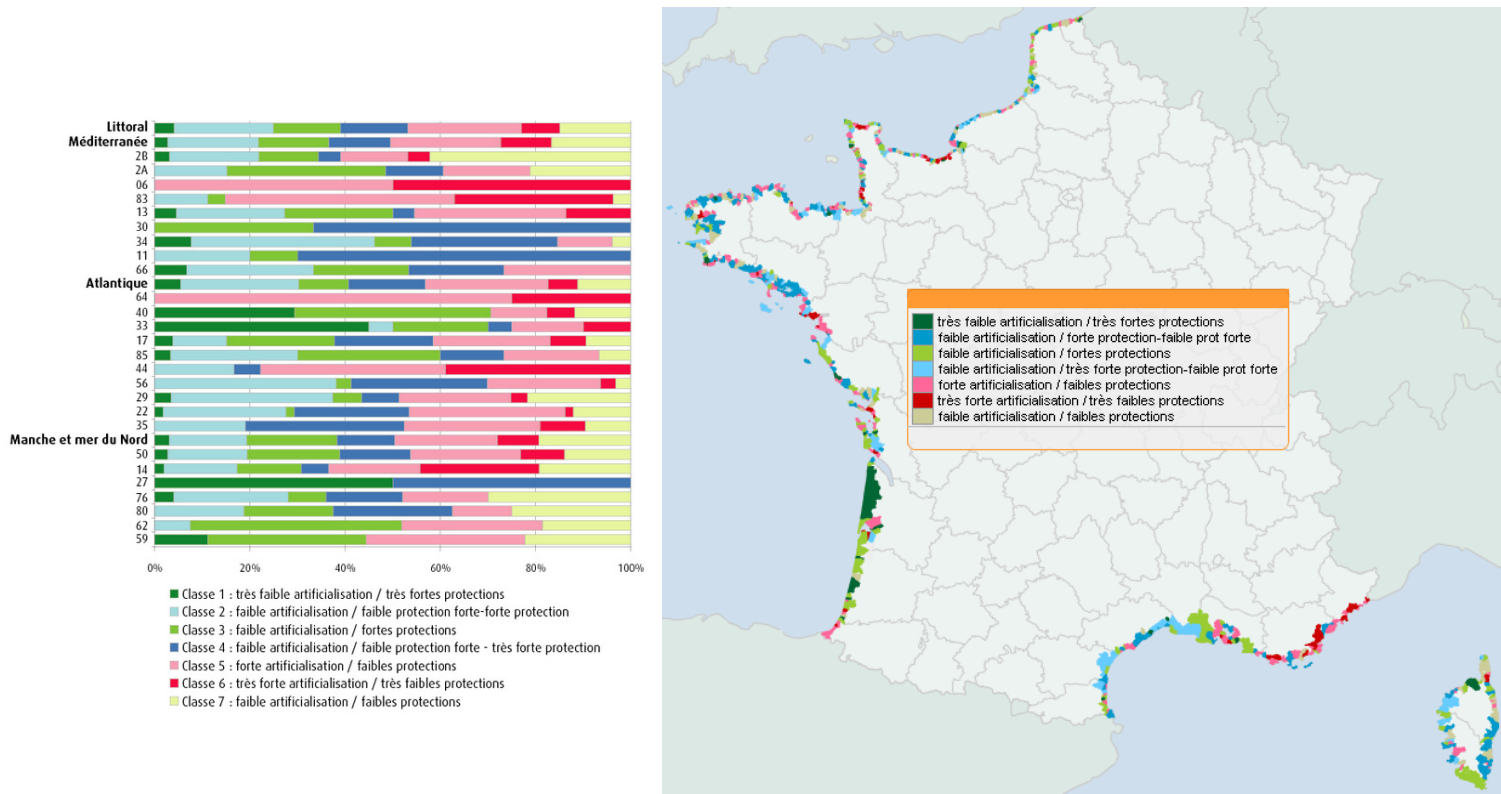 Littoral
Méditerranée
2B
2A
06
83
13
30
34
11
66
Atlantique
64
40
33
17
85
44
56
29
22
35
Manche et mer du Nord
50
14
27
76
80
62
59
0% 20% 40% 60% 80% 100%
Classe 1 : très faible artificialisation / très fortes protections
Classe 2 : faible artificialisation / faible protection forte-forte protection
Classe 3 : faible artificialisation / fortes protections
Classe 4 : faible artificialisation / faible protection forte - très forte protection
Classe 5 : forte artificialisation / faibles protections
Classe 6 : très forte artificialisation / très faibles protections
Classe 7 : faible artificialisation / faibles protections
très faible artificialisation / très fortes protections
faible artificialisation / forte protection-faible prot forte
faible artificialisation / fortes protections
faible artificialisation / très forte protection-faible prot forte
forte artificialisation / faibles protections
très forte artificialisation / très faibles protections
faible artificialisation / faibles protections